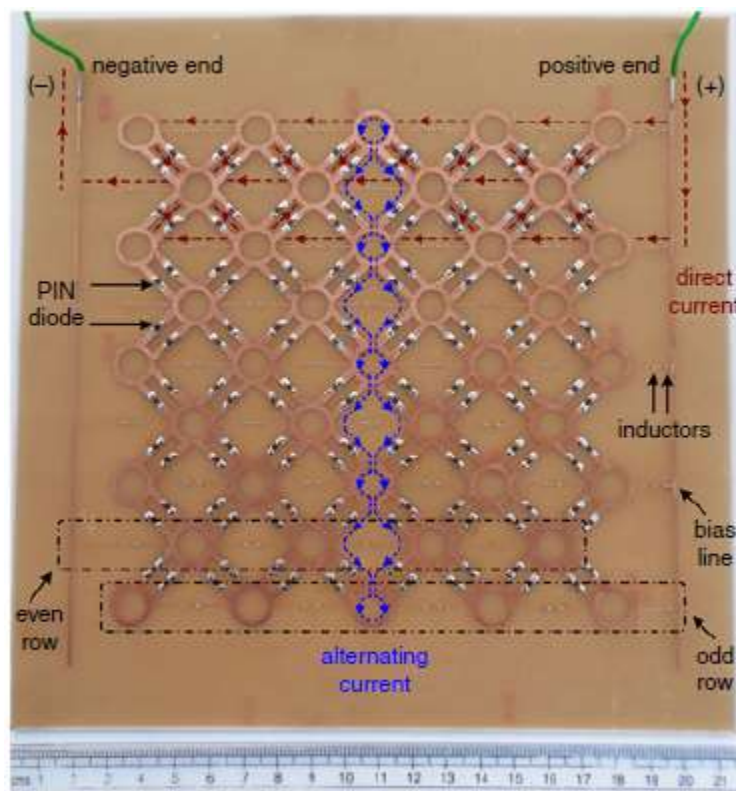 negative end
positive end
(−)
(+)
PIN
diode
direct
current
inductors
bias
line
even
row
alternating
current
odd
row
cms 1 2 3 4 5 6 7 8 9 10 11 12 13 14 15 16 17 18 19 20 21